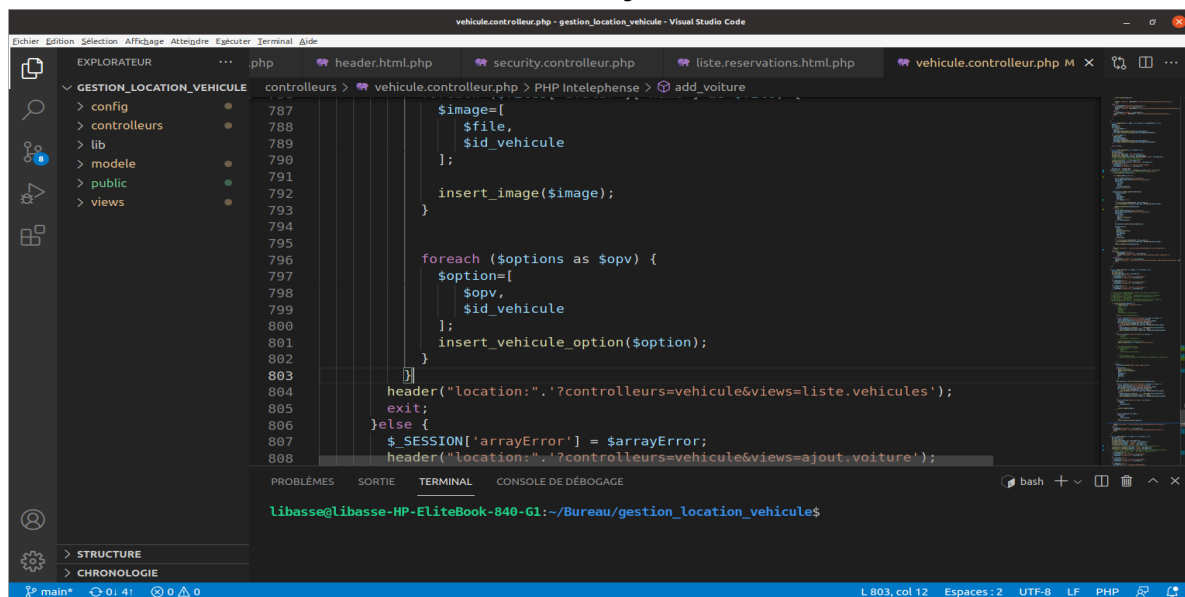 vehicule.controlleur.php - gestion_location_vehicule - Visual Studio Code
Eichier Edition Sélection Affichage Atteindre Exécuter Terminal Aide
EXPLORATEUR
GESTION_LOCATION_VEHICULE
config
controlleurs
lib
modele
public
views
STRUCTURE
CHRONOLOGIE
.php header.html.php security.controlleur.php liste.reservations.html.php vehicule.controlleur.php M
controlleurs > vehicule.controlleur.php > PHP Intelephense > add_voiture
787 $image=[
788 $file,
789 $id_vehicule
790 ];
791
792 insert_image($image);
793 }
794
795
796 foreach ($options as $opv) {
797 $option=[
798 $opv,
799 $id_vehicule
800 ];
801 insert_vehicule_option($option);
802 }
803 }
804 header("location:".'?controlleurs=vehicule&views=liste.vehicules');
805 exit;
806 }else {
807 $_SESSION['arrayError'] = $arrayError;
808 header("location:".'?controlleurs=vehicule&views=ajout.voiture');
PROBLÈMES SORTIE TERMINAL CONSOLE DE DÉBOGAGE bash
libasse@libasse-HP-EliteBook-840-G1:~/Bureau/gestion_location_vehicule$
8
main* 0↓ 4↑ 0 0 L 803, col 12 Espaces : 2 UTF-8 LF PHP